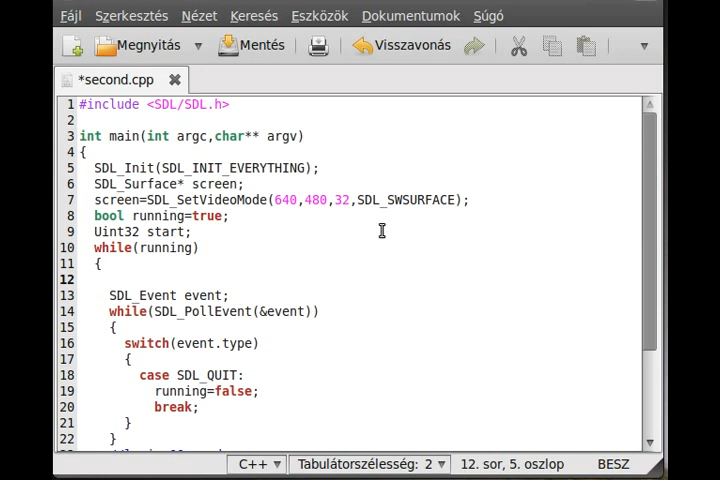 Fájl Szerkesztés Nézet Keresés Eszközök Dokumentumok Súgó
Megnyitás Mentés Visszavonás
*second.cpp
1 #include <SDL/SDL.h>
2
3 int main(int argc,char** argv)
4 {
5 SDL_Init(SDL_INIT_EVERYTHING);
6 SDL_Surface* screen;
7 screen=SDL_SetVideoMode(640,480,32,SDL_SWSURFACE);
8 bool running=true;
9 Uint32 start;
10 while(running)
11 {
12
13 SDL_Event event;
14 while(SDL_PollEvent(&event))
15 {
16 switch(event.type)
17 {
18 case SDL_QUIT:
19 running=false;
20 break;
21 }
22 }
C++ Tabulátorszélesség: 2 12. sor, 5. oszlop BESZ